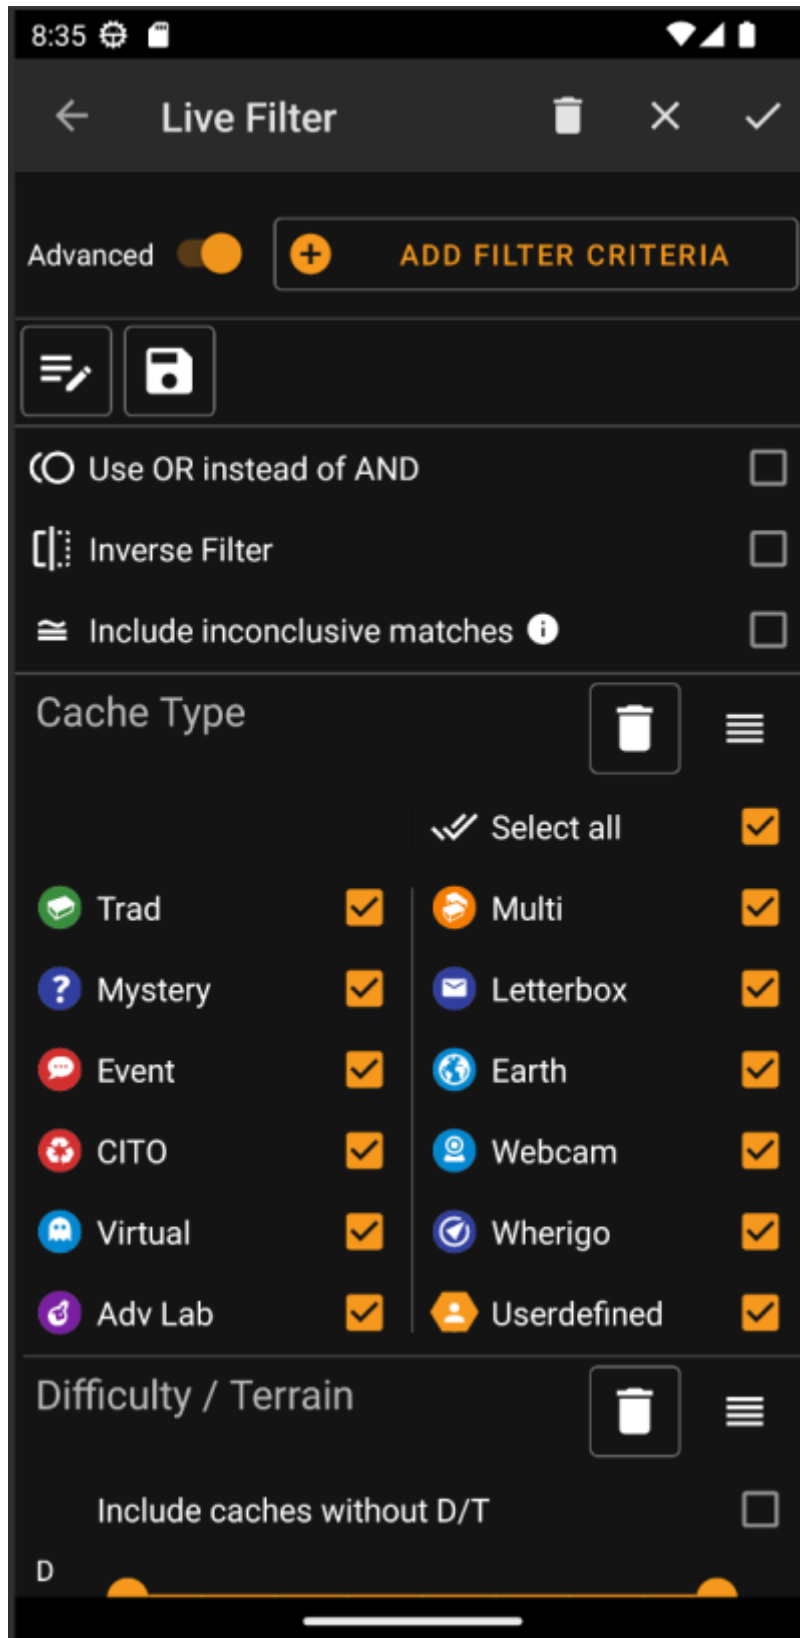 8:35
Live Filter
Advanced
ADD FILTER CRITERIA
Use OR instead of AND
Inverse Filter
Include inconclusive matches
Cache Type
Select all
Trad
Multi
Mystery
Letterbox
Event
Earth
CITO
Webcam
Virtual
Wherigo
Adv Lab
Userdefined
Difficulty / Terrain
Include caches without D/T
D